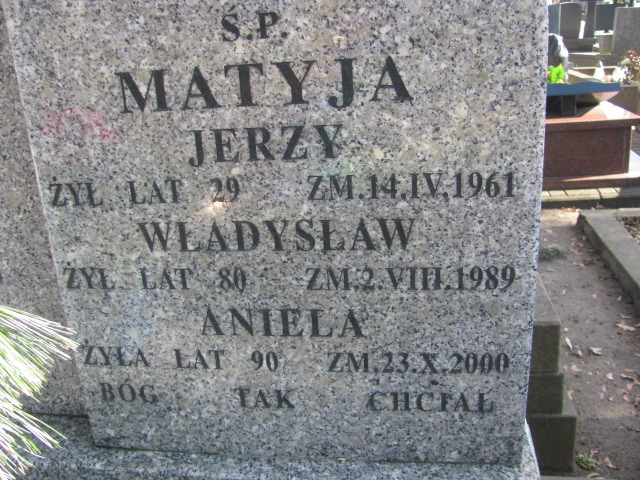 Ś.P.
MATYJA
JERZY
ŻYŁ LAT 29 ZM.14.IV.1961
WŁADYSŁAW
ŻYŁ LAT 80 ZM.2.VIII.1989
ANIELA
ŻYŁA LAT 90 ZM.23.X.2000
BÓG TAK CHCIAŁ